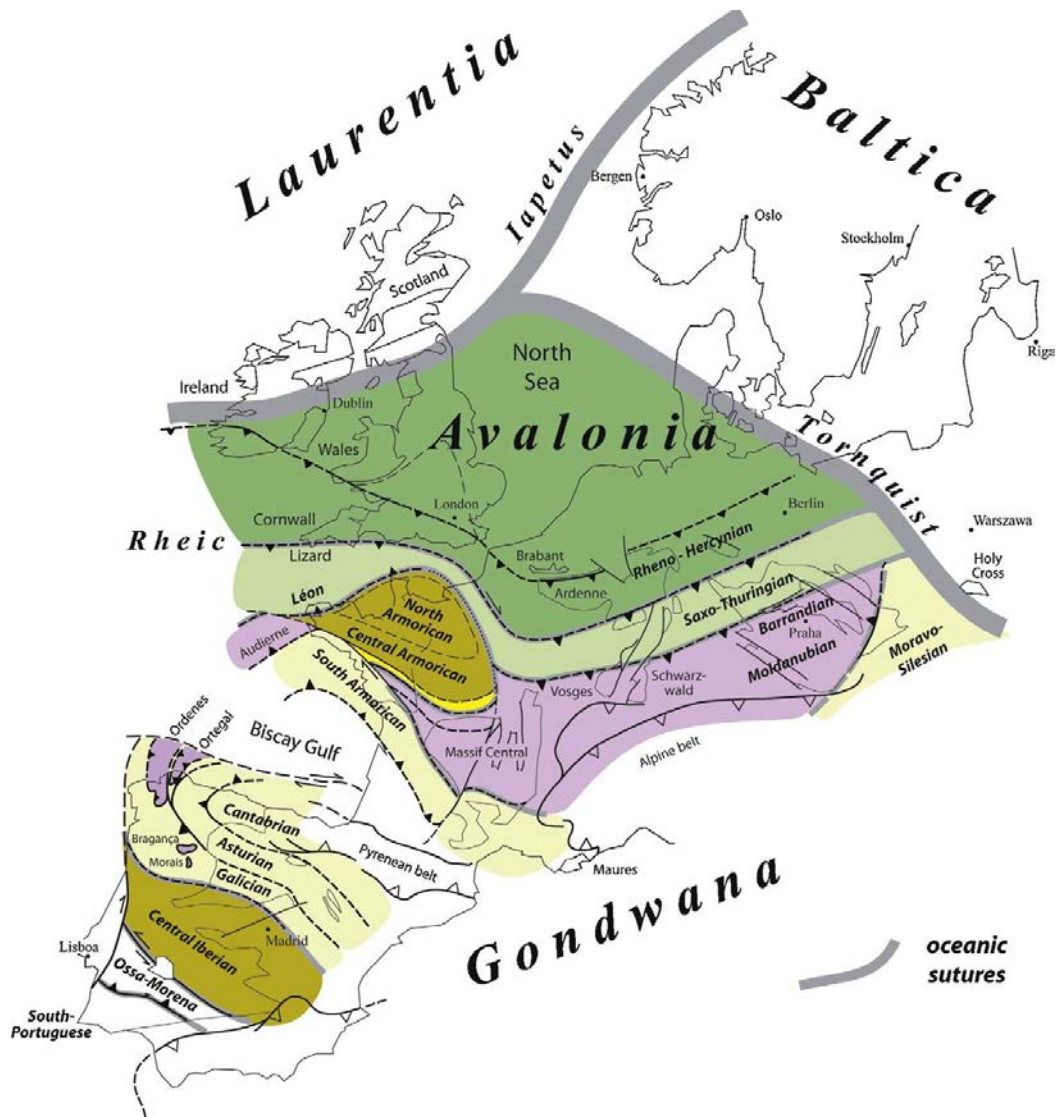 Laurentia
Baltica
Iapetus
Bergen
Oslo
Stockholm
Scotland
Riga
North
Sea
Ireland
Dublin
Avalonia
Tornquist
Wales
London
Berlin
Warszawa
Cornwall
Rheic
Lizard
Brabant
Rheno-Hercynian
Holy
Cross
Ardenne
Léon
North
Armorican
Saxo-Thuringian
Barrandian
Praha
Central Armorican
Audierne
Moldanubian
Moravo-
Silesian
South Armorican
Vosges
Schwarz-
wald
Ordenes
Ortegal
Biscay Gulf
Massif Central
Alpine belt
Cantabrian
Bragança
Asturian
Morais
Pyrenean belt
Galician
Maures
Gondwana
Central Iberian
Madrid
Lisboa
Ossa-Morena
oceanic
sutures
South-
Portuguese